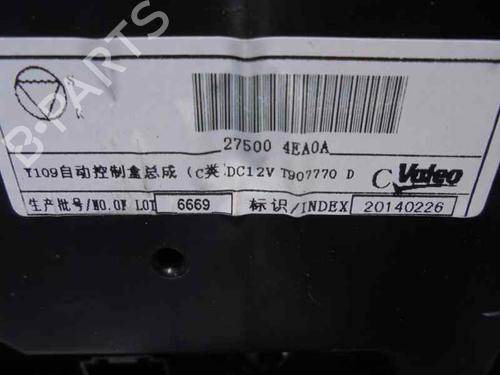 B-PARTS
27500 4EA0A
Y109自动控制盒总成 (C类)DC12V T907770 D
C Valeo
生产批号/NO.OF LOT 6669 标识/INDEX 20140226